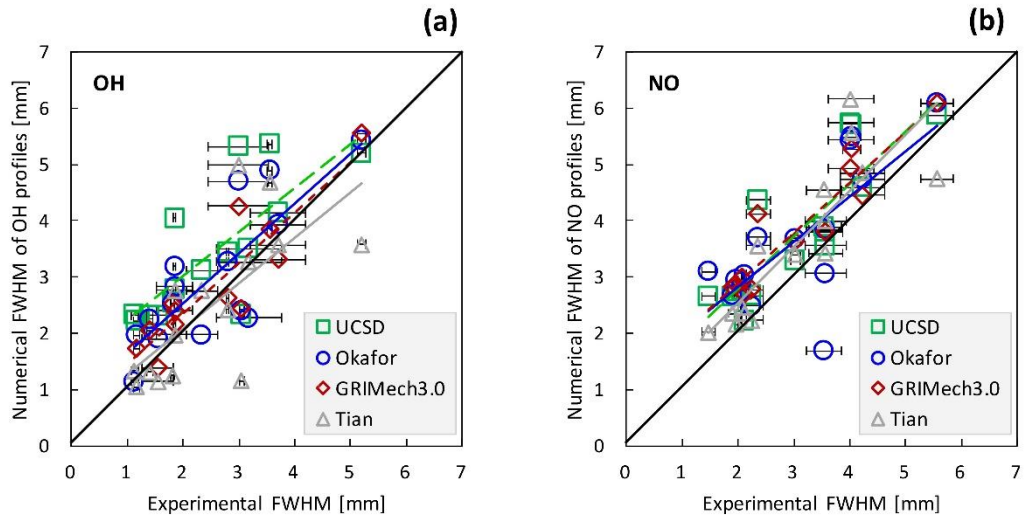 (a)
OH
Numerical FWHM of OH profiles [mm]
7
6
5
4
3
2
1
0
UCSD
Okafor
GRIMech3.0
Tian
0 1 2 3 4 5 6 7
Experimental FWHM [mm]
(b)
NO
Numerical FWHM of NO profiles [mm]
7
6
5
4
3
2
1
0
UCSD
Okafor
GRIMech3.0
Tian
0 1 2 3 4 5 6 7
Experimental FWHM [mm]